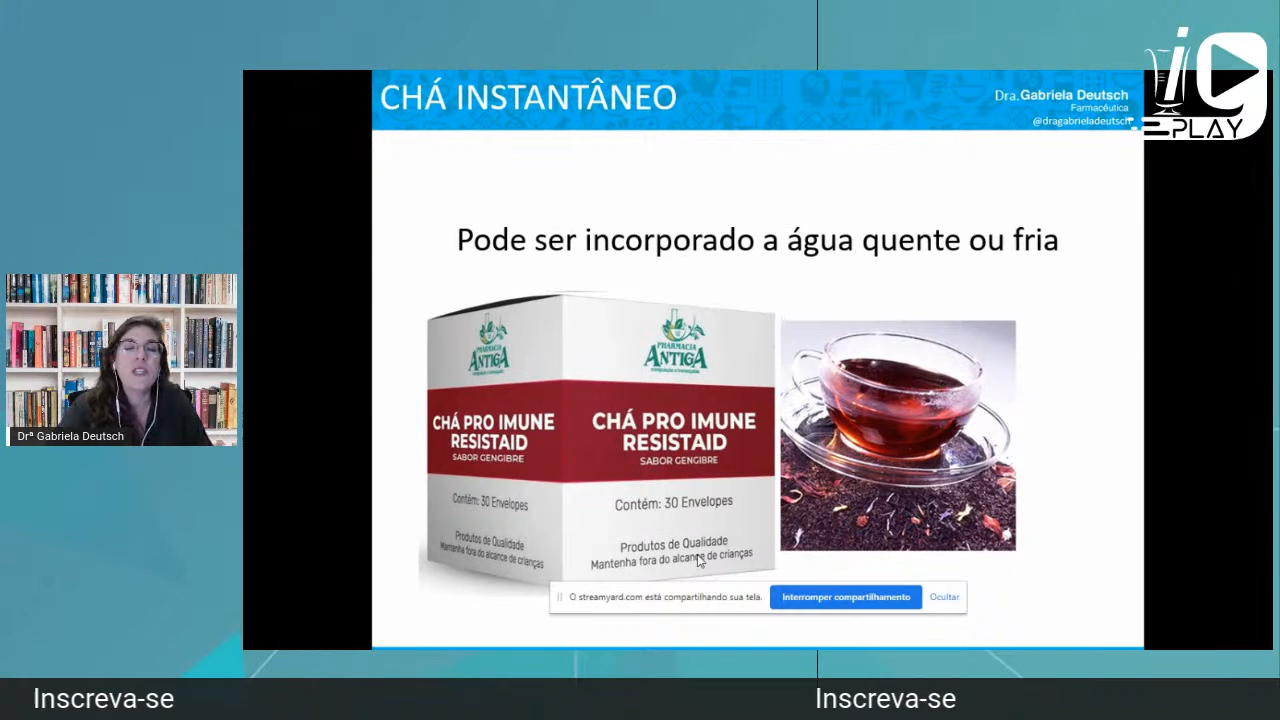 iG
PLAY
CHÁ INSTANTÂNEO
Dra.Gabriela Deutsch
Farmacêutica
@dragabrieladeutsch
Pode ser incorporado a água quente ou fria
PHARMACIA
ANTIGA
PHARMACIA
ANTIGA
CHÁ PRO IMUNE
RESISTAID
SABOR GENGIBRE
Contém: 30 Envelopes
Produtos de Qualidade
Mantenha fora do alcance de crianças
CHÁ PRO IMUNE
RESISTAID
SABOR GENGIBRE
Contém: 30 Envelopes
Produtos de Qualidade
Mantenha fora do alcance de crianças
Drª Gabriela Deutsch
O streamyard.com está compartilhando sua tela.
Interromper compartilhamento
Ocultar
Inscreva-se
Inscreva-se